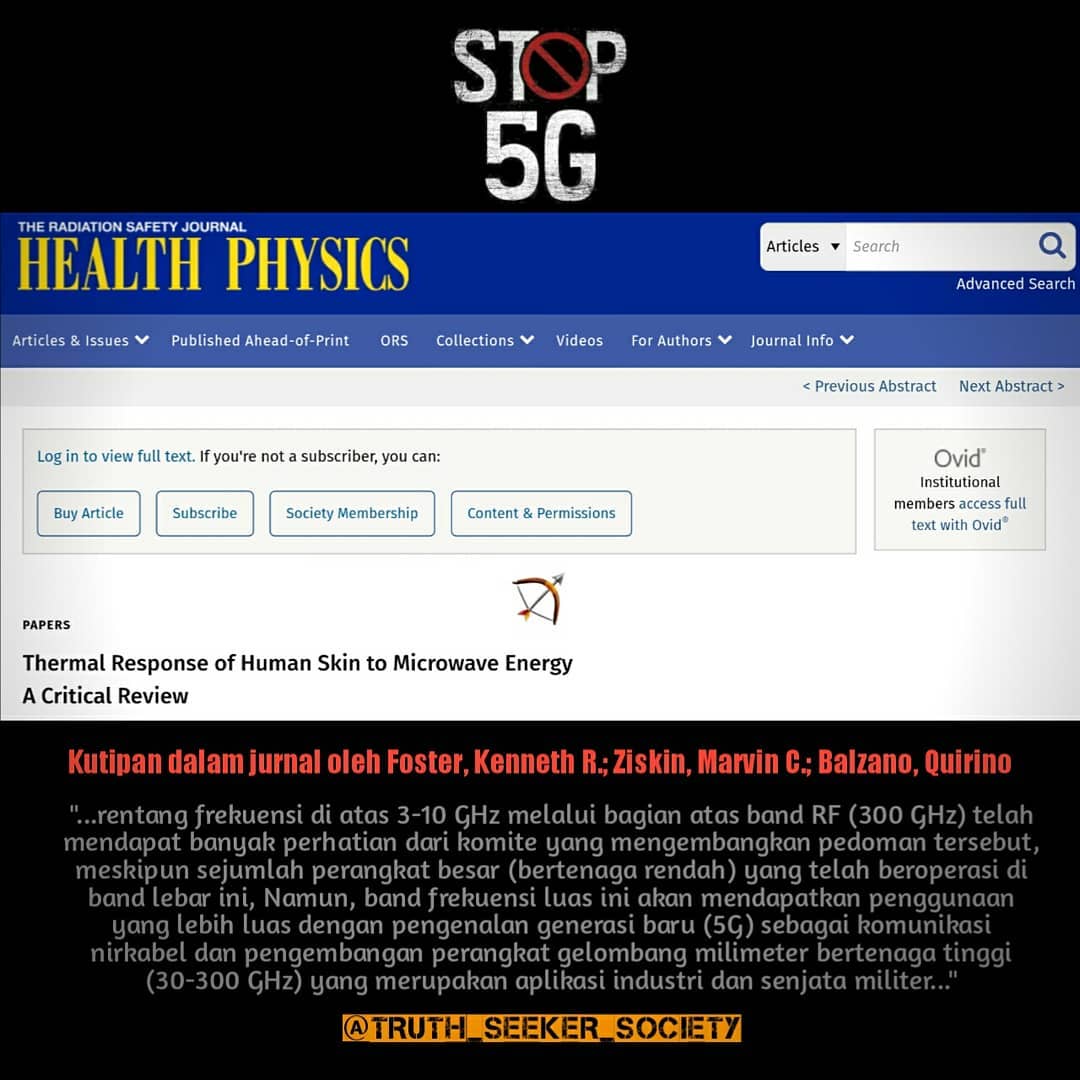 STOP
5G
THE RADIATION SAFETY JOURNAL
HEALTH PHYSICS
Articles ▼ Search
Advanced Search
Articles & Issues Published Ahead-of-Print ORS Collections Videos For Authors Journal Info
< Previous Abstract Next Abstract >
Log in to view full text. If you're not a subscriber, you can:
Buy Article Subscribe Society Membership Content & Permissions
Ovid®
Institutional
members access full
text with Ovid®
PAPERS
Thermal Response of Human Skin to Microwave Energy
A Critical Review
Kutipan dalam jurnal oleh Foster, Kenneth R.; Ziskin, Marvin C.; Balzano, Quirino
"...rentang frekuensi di atas 3-10 GHz melalui bagian atas band RF (300 GHz) telah
mendapat banyak perhatian dari komite yang mengembangkan pedoman tersebut,
meskipun sejumlah perangkat besar (bertenaga rendah) yang telah beroperasi di
band lebar ini, Namun, band frekuensi luas ini akan mendapatkan penggunaan
yang lebih luas dengan pengenalan generasi baru (5G) sebagai komunikasi
nirkabel dan pengembangan perangkat gelombang milimeter bertenaga tinggi
(30-300 GHz) yang merupakan aplikasi industri dan senjata militer..."
@TRUTH_SEEKER_SOCIETY